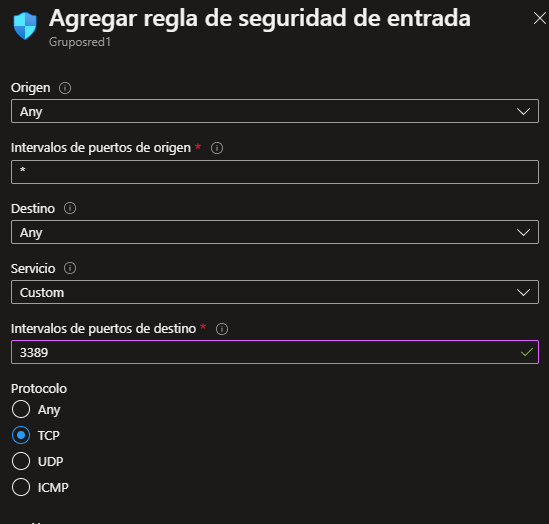 Agregar regla de seguridad de entrada
Gruposred1
Origen
Any
Intervalos de puertos de origen *
*
Destino
Any
Servicio
Custom
Intervalos de puertos de destino *
3389
Protocolo
Any
TCP
UDP
ICMP